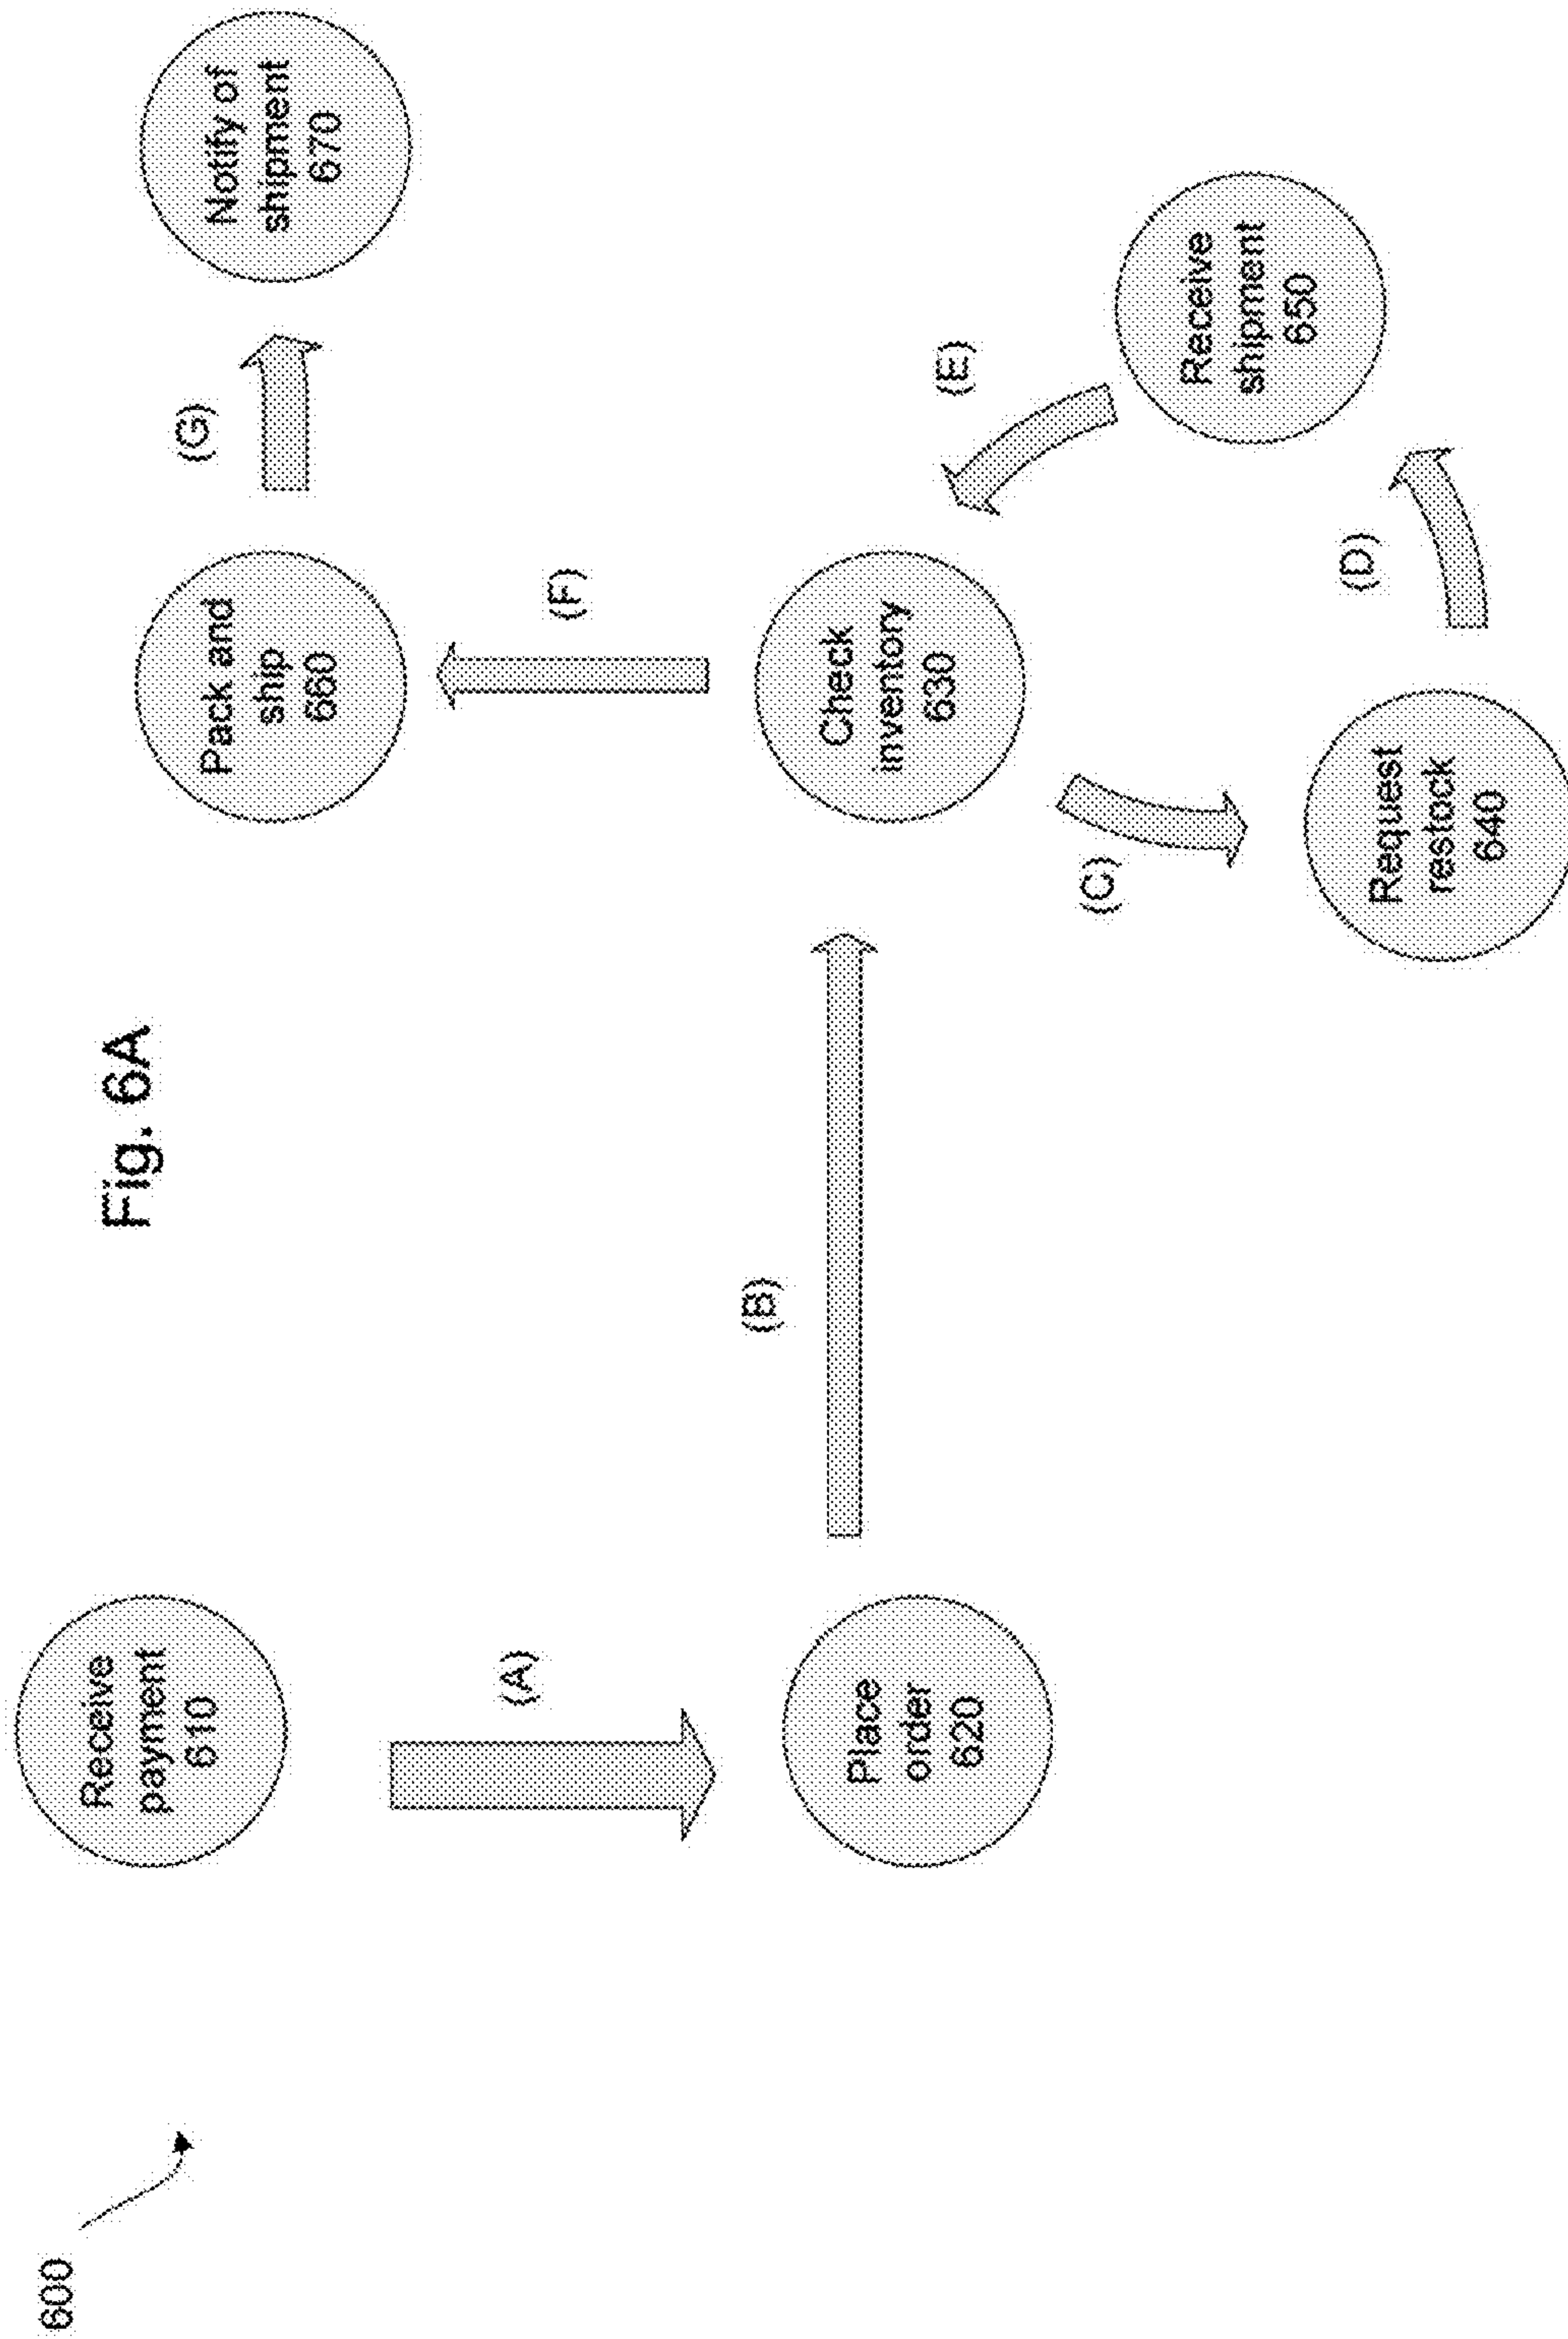 Fig. 6A
600
Receive
payment
610
(A)
Place
order
620
(B)
Check
inventory
630
(C)
Request
restock
640
(D)
Receive
shipment
650
(E)
(F)
Pack and
ship
660
(G)
Notify of
shipment
670